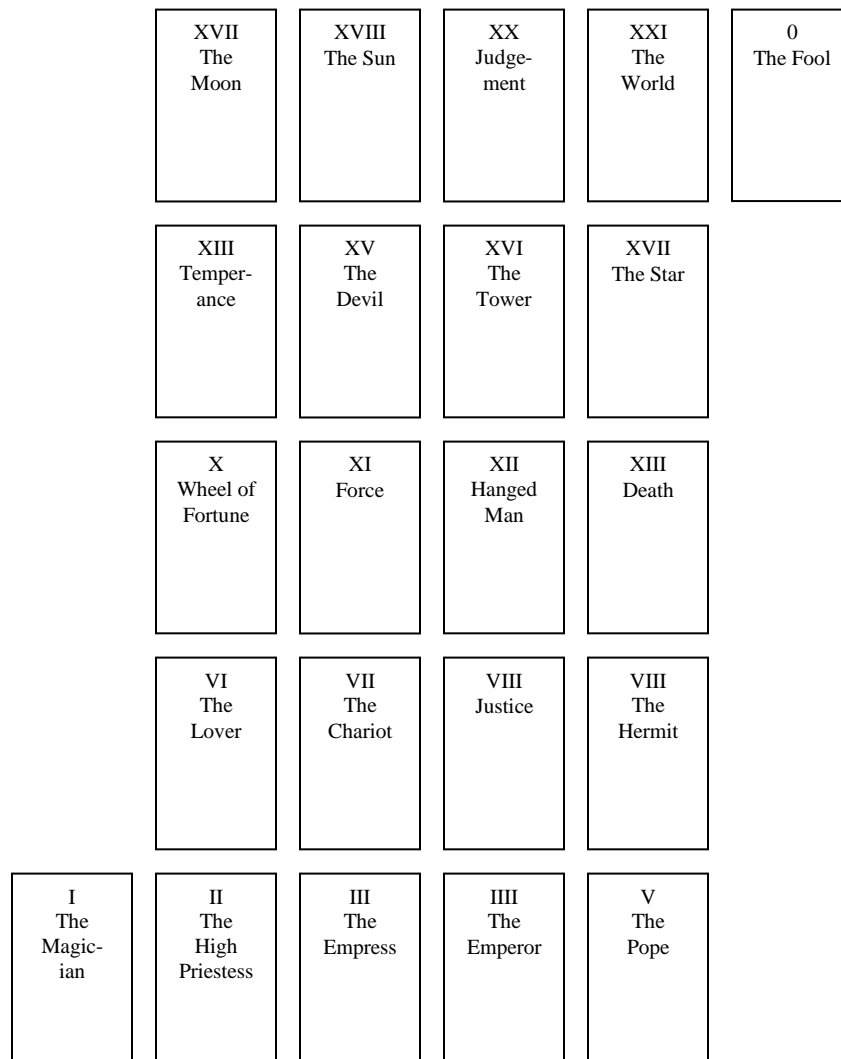 XVII
The
Moon
XVIII
The Sun
XX
Judge-
ment
XXI
The
World
0
The Fool
XIII
Temper-
ance
XV
The
Devil
XVI
The
Tower
XVII
The Star
X
Wheel of
Fortune
XI
Force
XII
Hanged
Man
XIII
Death
VI
The
Lover
VII
The
Chariot
VIII
Justice
VIII
The
Hermit
I
The
Magic-
ian
II
The
High
Priestess
III
The
Empress
IIII
The
Emperor
V
The
Pope